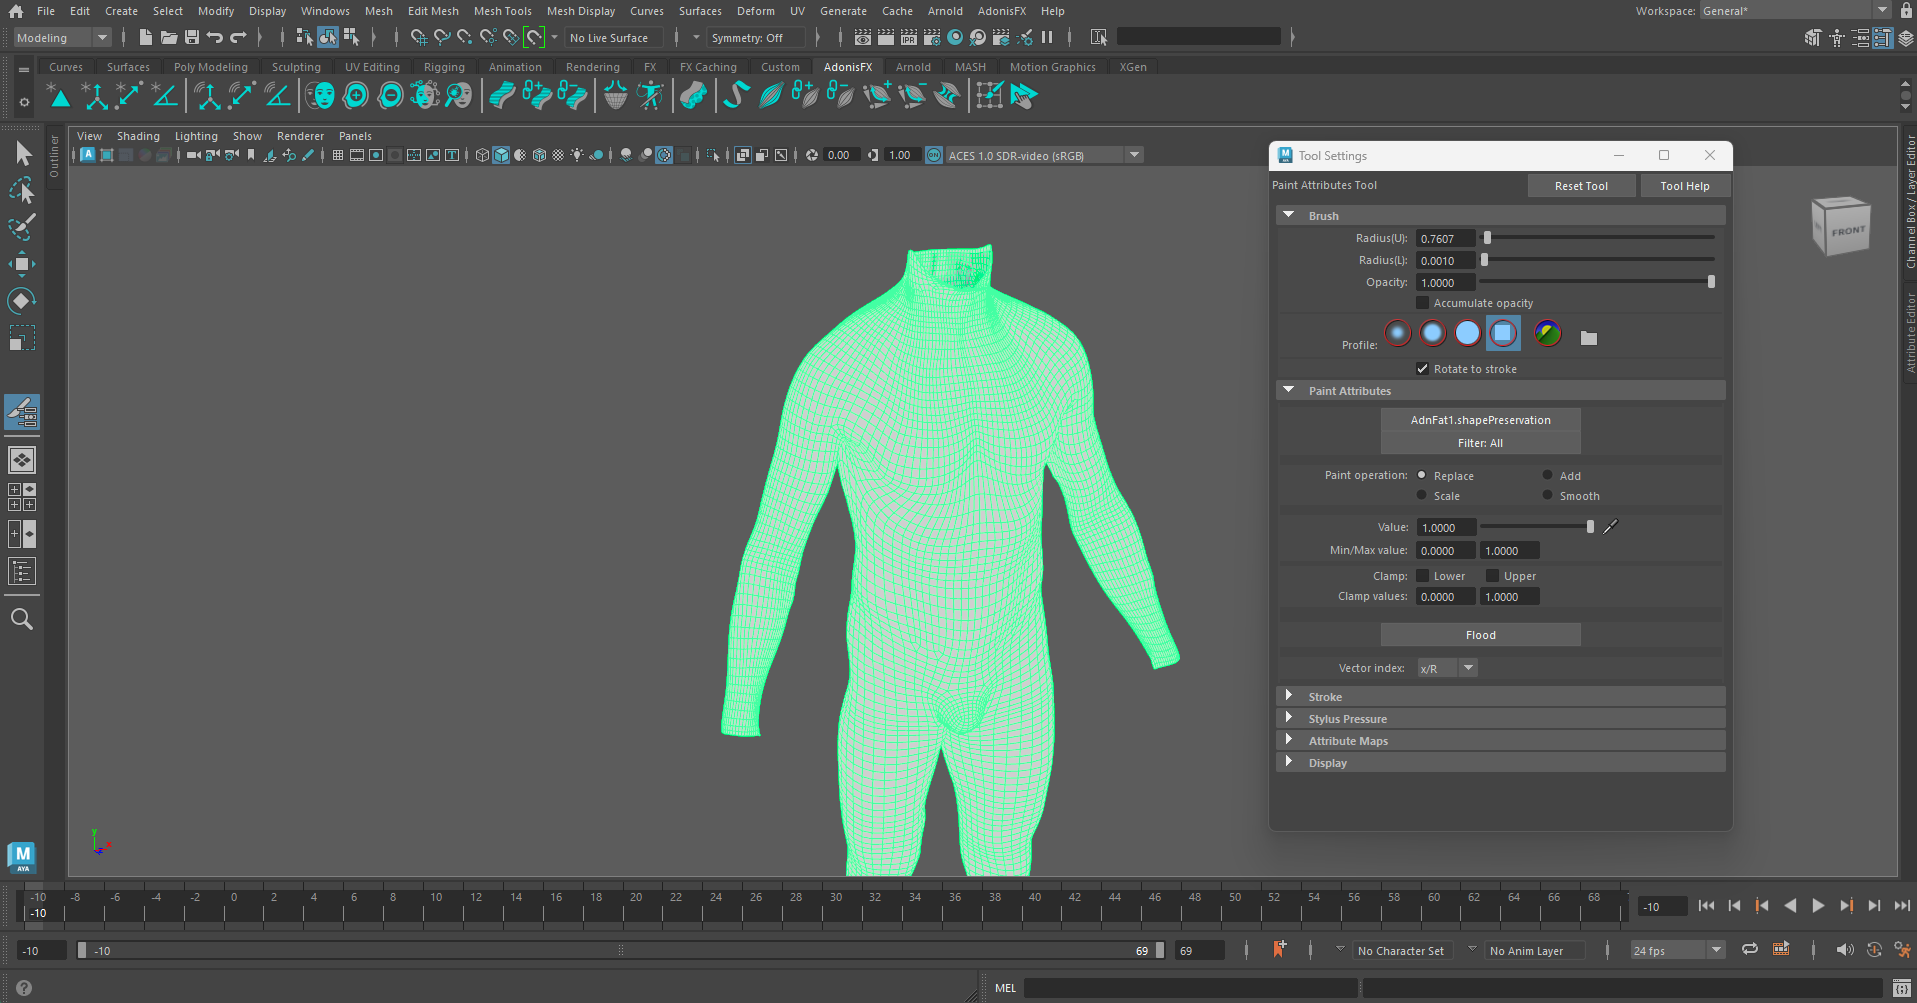 File Edit Create Select Modify Display Windows Mesh Edit Mesh Mesh Tools Mesh Display Curves Surfaces Deform UV Generate Cache Arnold AdonisFX Help
Workspace: General*
Modeling
No Live Surface
Symmetry: Off
IPR
Curves Surfaces Poly Modeling Sculpting UV Editing Rigging Animation Rendering FX FX Caching Custom AdonisFX Arnold MASH Motion Graphics XGen
Outliner
View Shading Lighting Show Renderer Panels
0.00
1.00
ON
ACES 1.0 SDR-video (sRGB)
Tool Settings
Paint Attributes Tool
Reset Tool
Tool Help
Brush
Radius(U): 0.7607
Radius(L): 0.0010
Opacity: 1.0000
Accumulate opacity
Profile:
Rotate to stroke
Paint Attributes
AdnFat1.shapePreservation
Filter: All
Paint operation: Replace Add
Scale Smooth
Value: 1.0000
Min/Max value: 0.0000 1.0000
Clamp: Lower Upper
Clamp values: 0.0000 1.0000
Flood
Vector index: x/R
Stroke
Stylus Pressure
Attribute Maps
Display
FRONT
Channel Box / Layer Editor
Attribute Editor
y
z
x
M
AYA
-10 -8 -6 -4 -2 0 2 4 6 8 10 12 14 16 18 20 22 24 26 28 30 32 34 36 38 40 42 44 46 48 50 52 54 56 58 60 62 64 66 68
-10
-10
-10
-10
69
69
No Character Set
No Anim Layer
24 fps
MEL